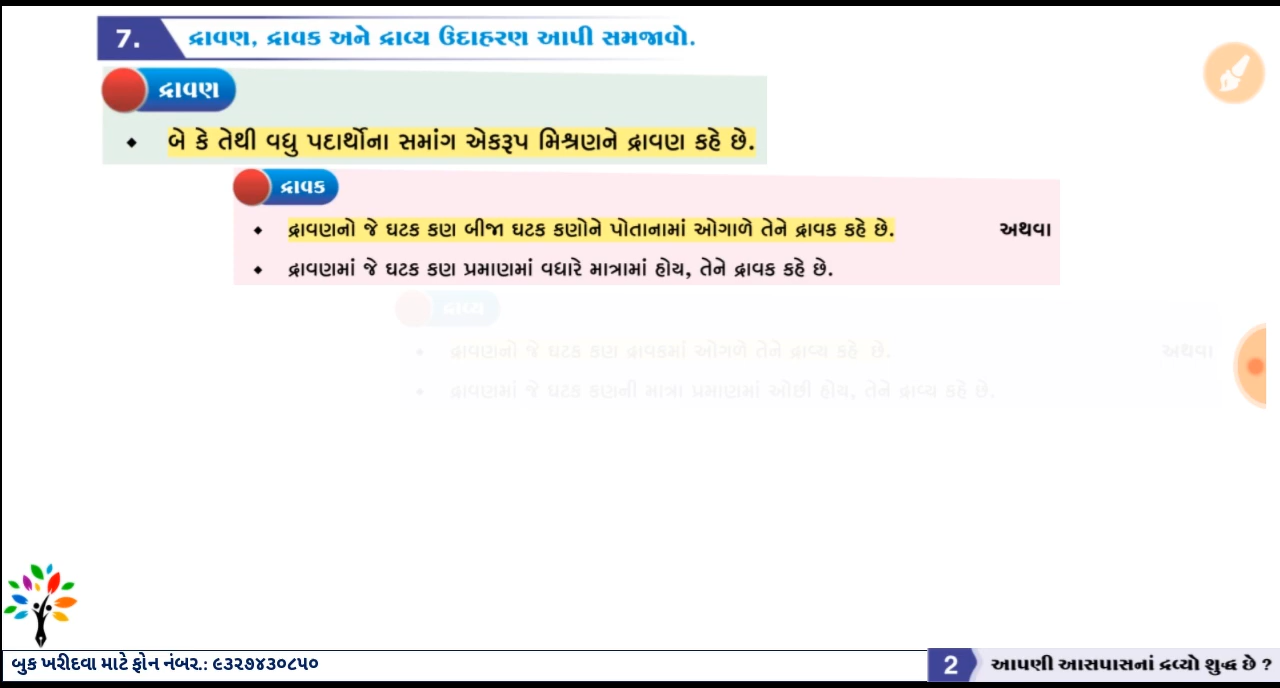 7. દ્રાવણ, દ્રાવક અને દ્રાવ્ય ઉદાહરણ આપી સમજાવો.
દ્રાવણ
બે કે તેથી વધુ પદાર્થોના સમાંગ એકરૂપ મિશ્રણને દ્રાવણ કહે છે.
દ્રાવક
દ્રાવણનો જે ઘટક કણ બીજા ઘટક કણોને પોતાનામાં ઓગાળે તેને દ્રાવક કહે છે. અથવા
દ્રાવણમાં જે ઘટક કણ પ્રમાણમાં વધારે માત્રામાં હોય, તેને દ્રાવક કહે છે.
દ્રાવ્ય
દ્રાવણનો જે ઘટક કણ દ્રાવકમાં ઓગળે તેને દ્રાવ્ય કહે છે. અથવા
દ્રાવણમાં જે ઘટક કણની માત્રા પ્રમાણમાં ઓછી હોય, તેને દ્રાવ્ય કહે છે.
બુક ખરીદવા માટે ફોન નંબર.: ૯૩૨૭૪૩૦૮૫૦
2 આપણી આસપાસનાં દ્રવ્યો શુદ્ધ છે ?